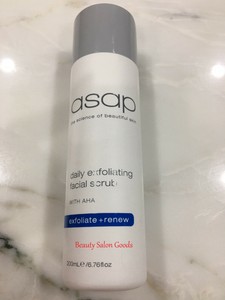 asap
the science of beautiful skin
daily exfoliating
facial scrub
WITH AHA
exfoliate + renew
Beauty Salon Goods
200mLe/6.76floz